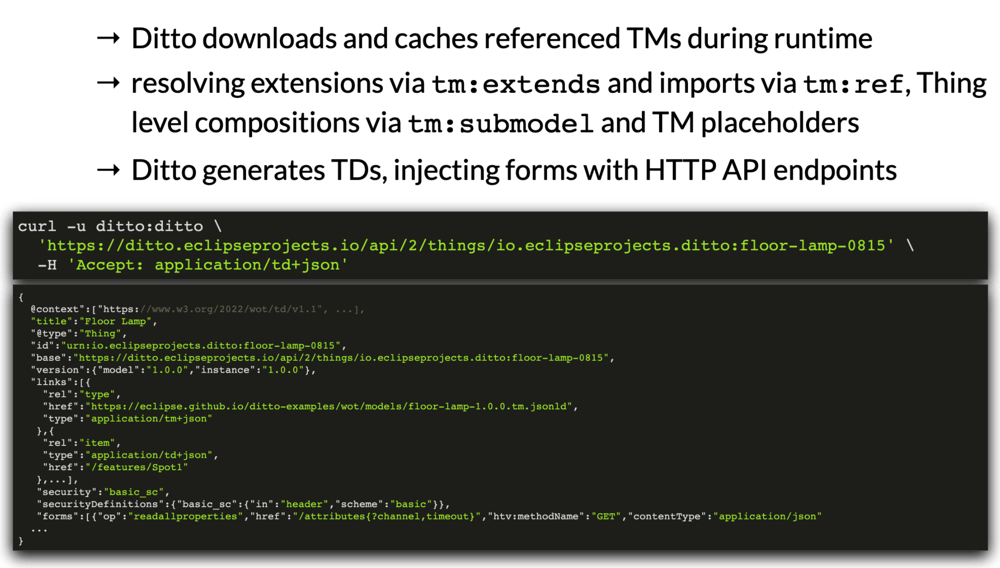 → Ditto downloads and caches referenced TMs during runtime
→ resolving extensions via tm:extends and imports via tm:ref, Thing
level compositions via tm:submodel and TM placeholders
→ Ditto generates TDs, injecting forms with HTTP API endpoints
curl -u ditto:ditto \
  'https://ditto.eclipseprojects.io/api/2/things/io.eclipseprojects.ditto:floor-lamp-0815' \
  -H 'Accept: application/td+json'
{
  @context":["https://www.w3.org/2022/wot/td/v1.1", ...],
  "title":"Floor Lamp",
  "@type":"Thing",
  "id":"urn:io.eclipseprojects.ditto:floor-lamp-0815",
  "base":"https://ditto.eclipseprojects.io/api/2/things/io.eclipseprojects.ditto:floor-lamp-0815",
  "version":{"model":"1.0.0","instance":"1.0.0"},
  "links":[{
    "rel":"type",
    "href":"https://eclipse.github.io/ditto-examples/wot/models/floor-lamp-1.0.0.tm.jsonld",
    "type":"application/tm+json"
   },{
    "rel":"item",
    "type":"application/td+json",
    "href":"/features/Spot1"
   },...],
   "security":"basic_sc",
   "securityDefinitions":{"basic_sc":{"in":"header","scheme":"basic"}},
   "forms":[{"op":"readallproperties","href":"/attributes{?channel,timeout}","htv:methodName":"GET","contentType":"application/json"
  ...
}